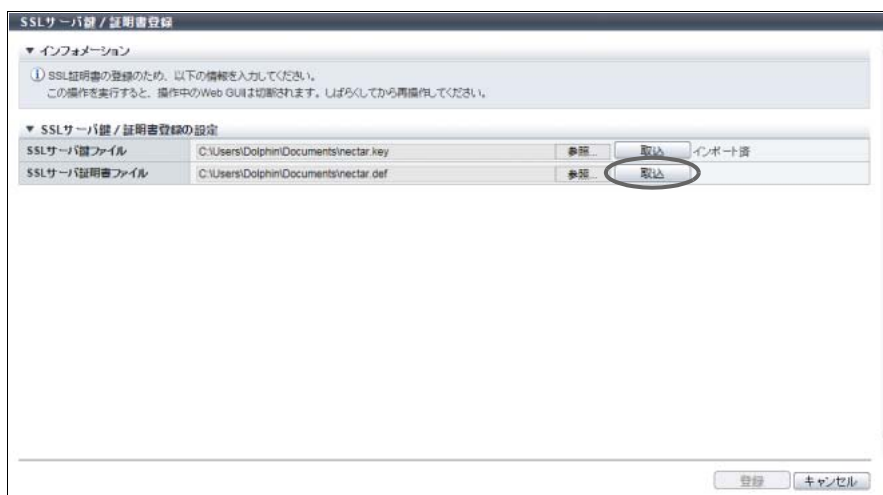 SSLサーバ鍵 / 証明書登録
▼ インフォメーション
SSL証明書の登録のため、以下の情報を入力してください。
この操作を実行すると、操作中のWeb GUIは切断されます。しばらくしてから再操作してください。
▼ SSLサーバ鍵 / 証明書登録の設定
SSLサーバ鍵ファイル C:\Users\Dolphin\Documents\nectar.key 参照... 取込 インポート済
SSLサーバ証明書ファイル C:\Users\Dolphin\Documents\nectar.def 参照... 取込
登録 キャンセル